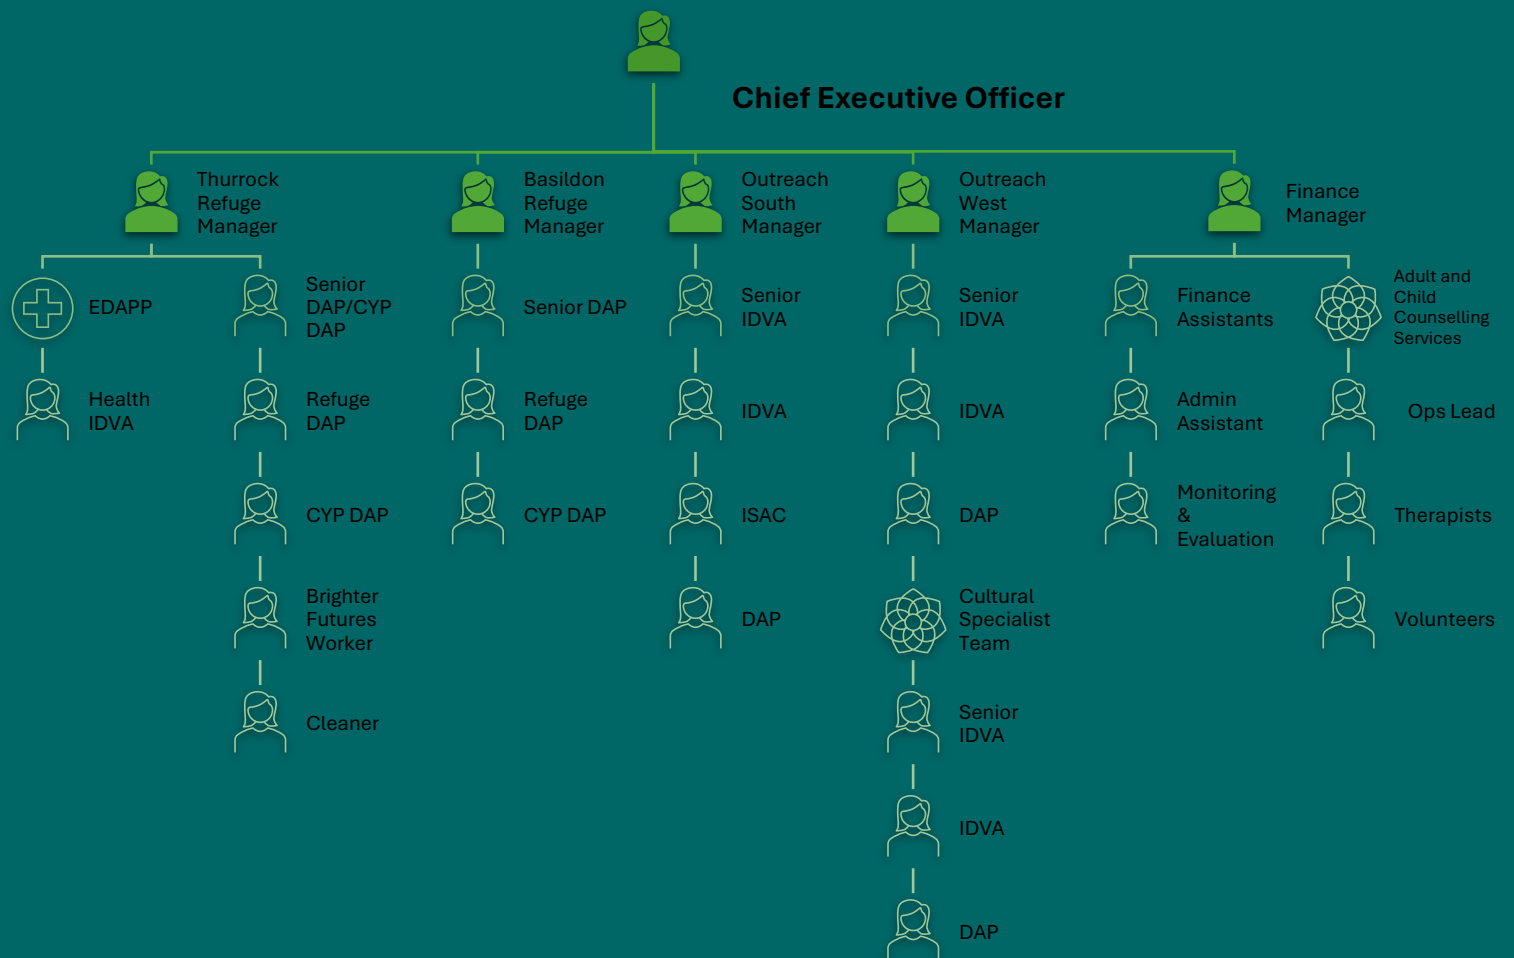 Chief Executive Officer
Thurrock
Refuge
Manager
Basildon
Refuge
Manager
Outreach
South
Manager
Outreach
West
Manager
Finance
Manager
EDAPP
Senior
DAP/CYP
DAP
Senior DAP
Senior
IDVA
Senior
IDVA
Finance
Assistants
Adult and
Child
Counselling
Services
Health
IDVA
Refuge
DAP
Refuge
DAP
IDVA
IDVA
Admin
Assistant
Ops Lead
CYP DAP
CYP DAP
ISAC
DAP
Monitoring
&
Evaluation
Therapists
Brighter
Futures
Worker
DAP
Cultural
Specialist
Team
Volunteers
Cleaner
Senior
IDVA
IDVA
DAP